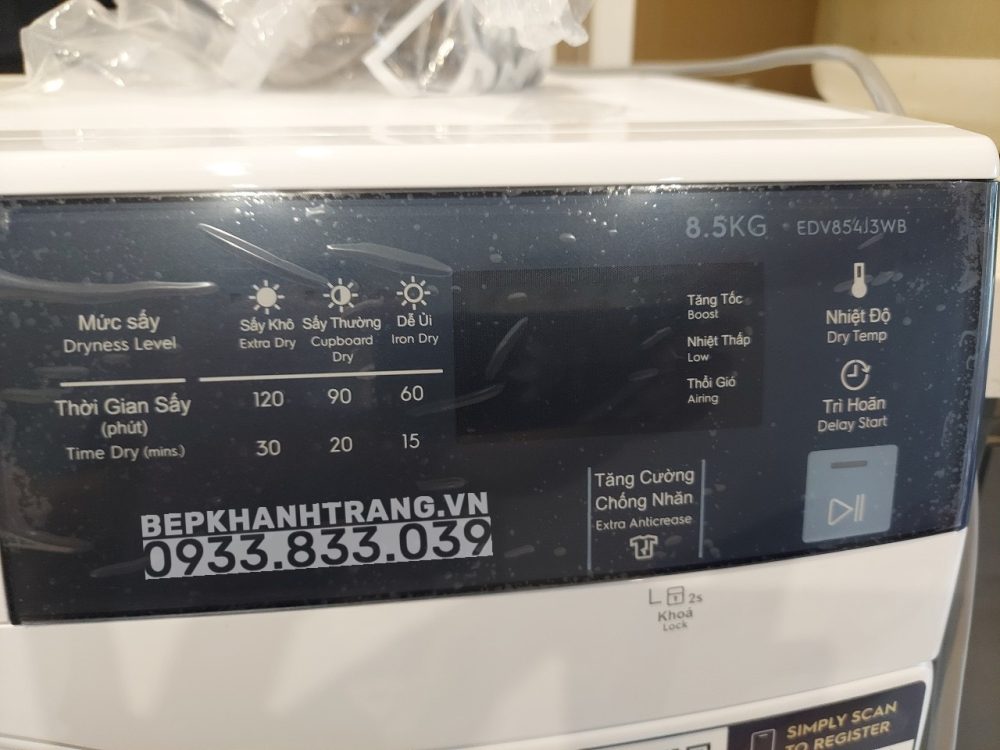 8.5KG EDV854J3WB
Mức sấy
Dryness Level
Sấy Khô
Extra Dry
Sấy Thường
Cupboard
Dry
Dễ Ủi
Iron Dry
Thời Gian Sấy
(phút)
Time Dry (mins.)
120 90 60
30 20 15
Tăng Tốc
Boost
Nhiệt Thấp
Low
Thổi Gió
Airing
Nhiệt Độ
Dry Temp
Trì Hoãn
Delay Start
Tăng Cường
Chống Nhăn
Extra Anticrease
BEPKHANHTRANG.VN
0933.833.039
2s
Khoá
Lock
SIMPLY SCAN
TO REGISTER